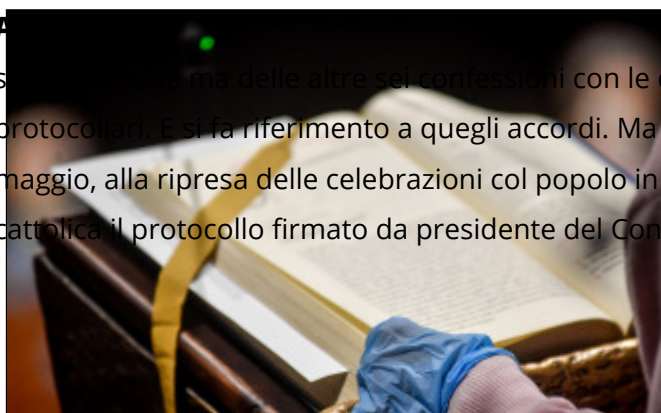 ma delle altre sei confessioni con le
protocollari. E si fa riferimento a quegli accordi. Ma
maggio, alla ripresa delle celebrazioni col popolo in
cattolica il protocollo firmato da presidente del Con